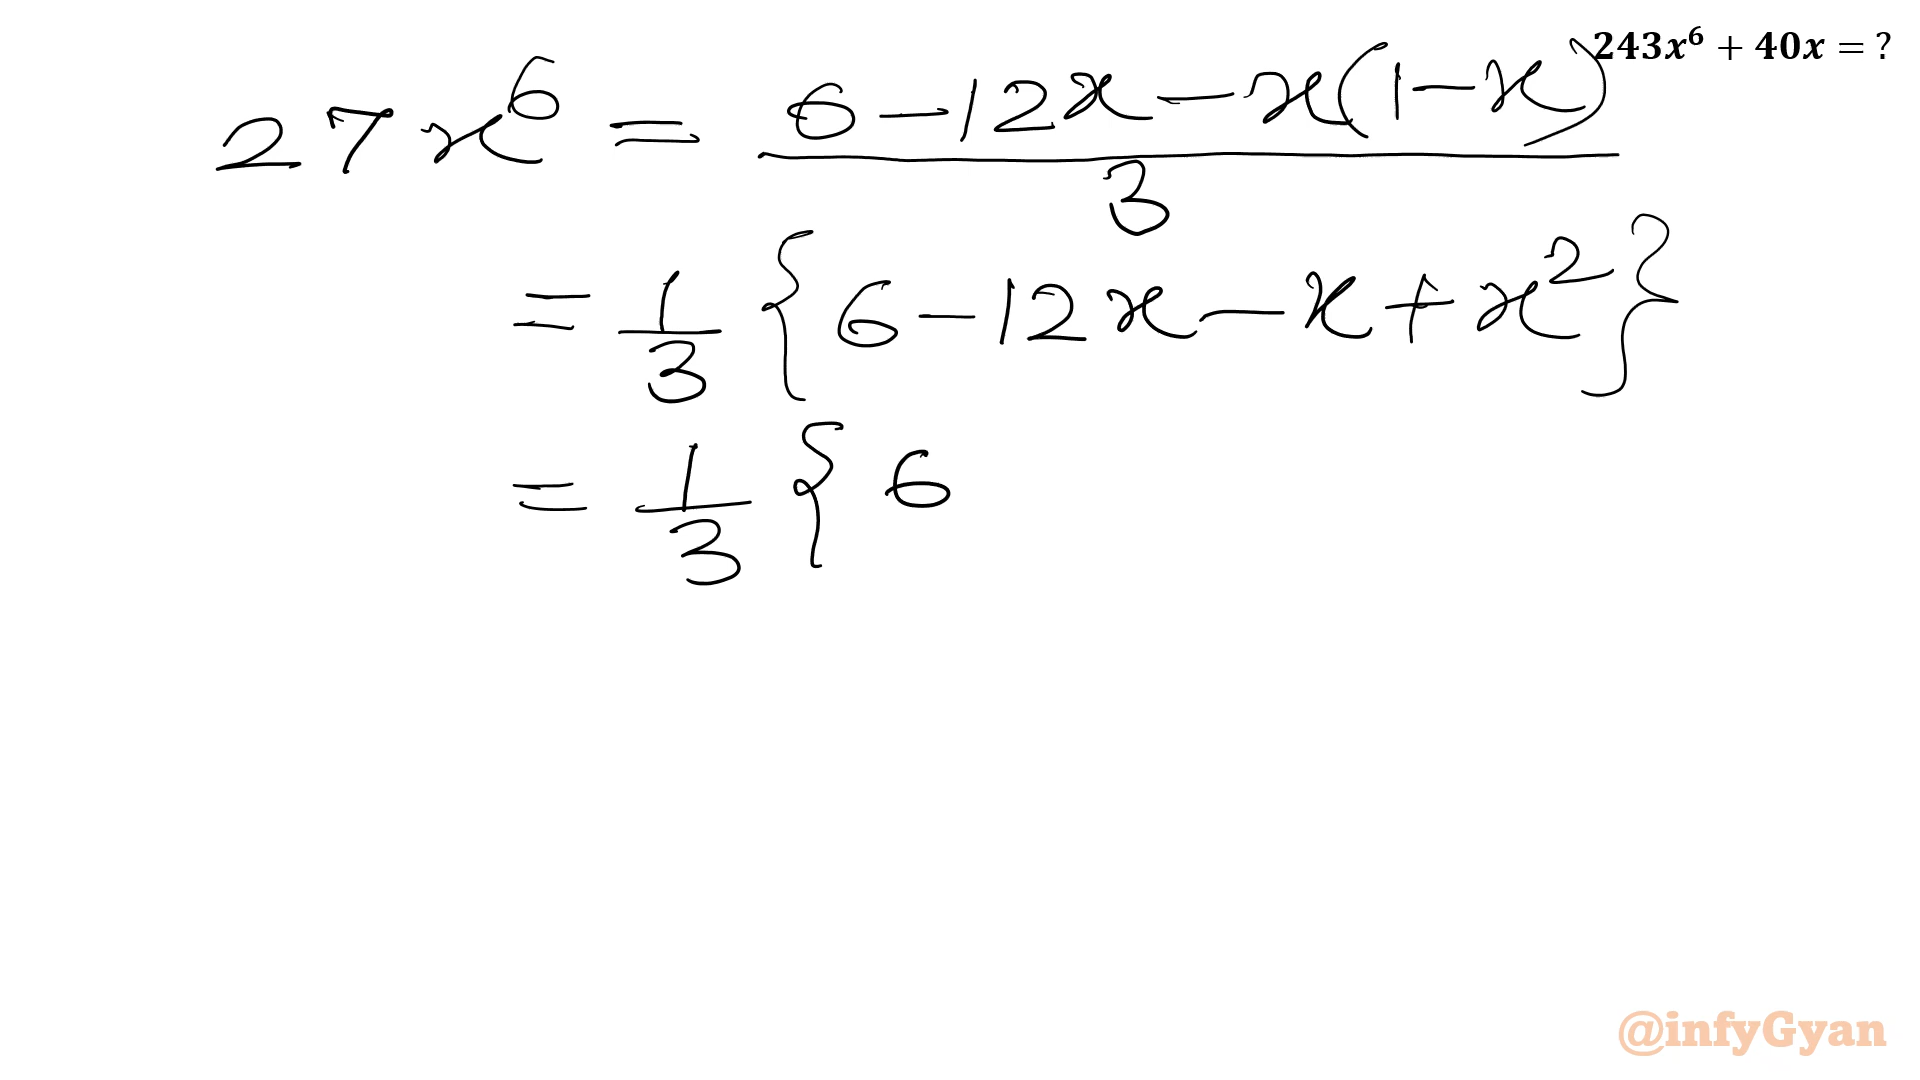 243x⁶ + 40x = ?
27x⁶ = (6 − 12x − x(1 − x)) / 3
= 1/3 {6 − 12x − x + x²}
= 1/3 {6
@infyGyan